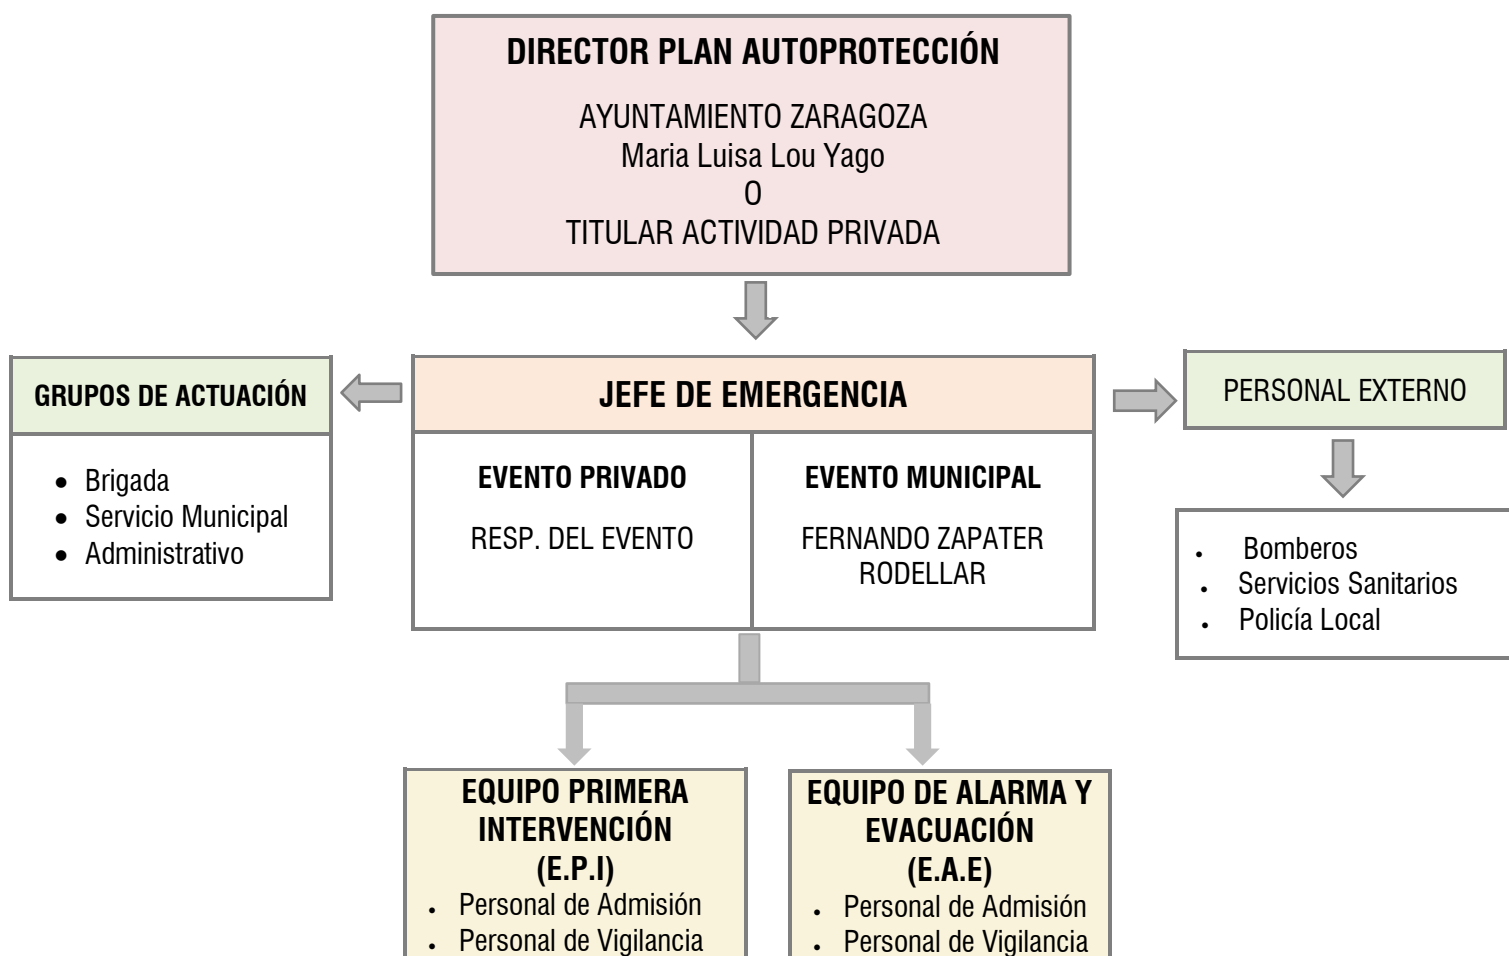 DIRECTOR PLAN AUTOPROTECCIÓN
AYUNTAMIENTO ZARAGOZA
Maria Luisa Lou Yago
O
TITULAR ACTIVIDAD PRIVADA
GRUPOS DE ACTUACIÓN
• Brigada
• Servicio Municipal
• Administrativo
JEFE DE EMERGENCIA
EVENTO PRIVADO
RESP. DEL EVENTO
EVENTO MUNICIPAL
FERNANDO ZAPATER
RODELLAR
PERSONAL EXTERNO
• Bomberos
• Servicios Sanitarios
• Policía Local
EQUIPO PRIMERA
INTERVENCIÓN
(E.P.I)
• Personal de Admisión
• Personal de Vigilancia
EQUIPO DE ALARMA Y
EVACUACIÓN
(E.A.E)
• Personal de Admisión
• Personal de Vigilancia